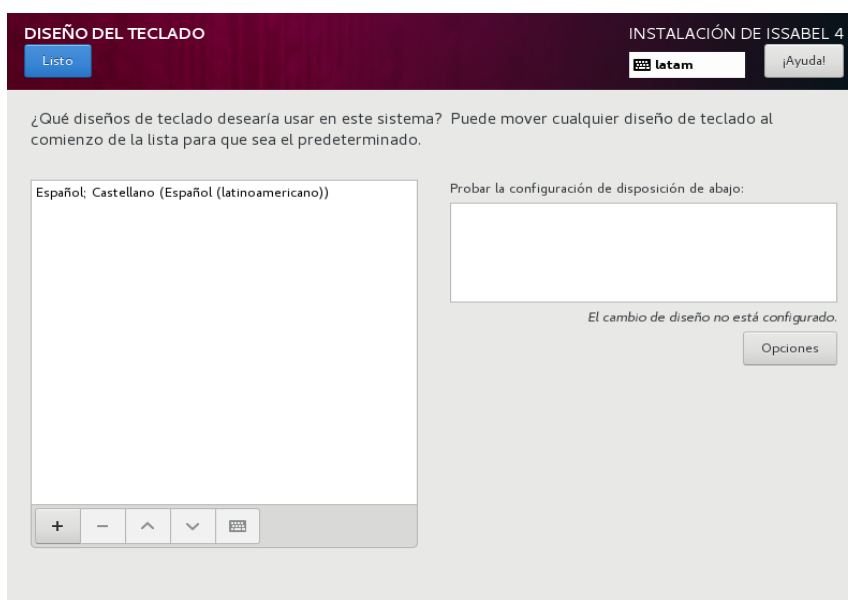 DISEÑO DEL TECLADO
INSTALACIÓN DE ISSABEL 4
Listo
latam
¡Ayuda!
¿Qué diseños de teclado desearía usar en este sistema? Puede mover cualquier diseño de teclado al
comienzo de la lista para que sea el predeterminado.
Español; Castellano (Español (latinoamericano))
Probar la configuración de disposición de abajo:
El cambio de diseño no está configurado.
Opciones